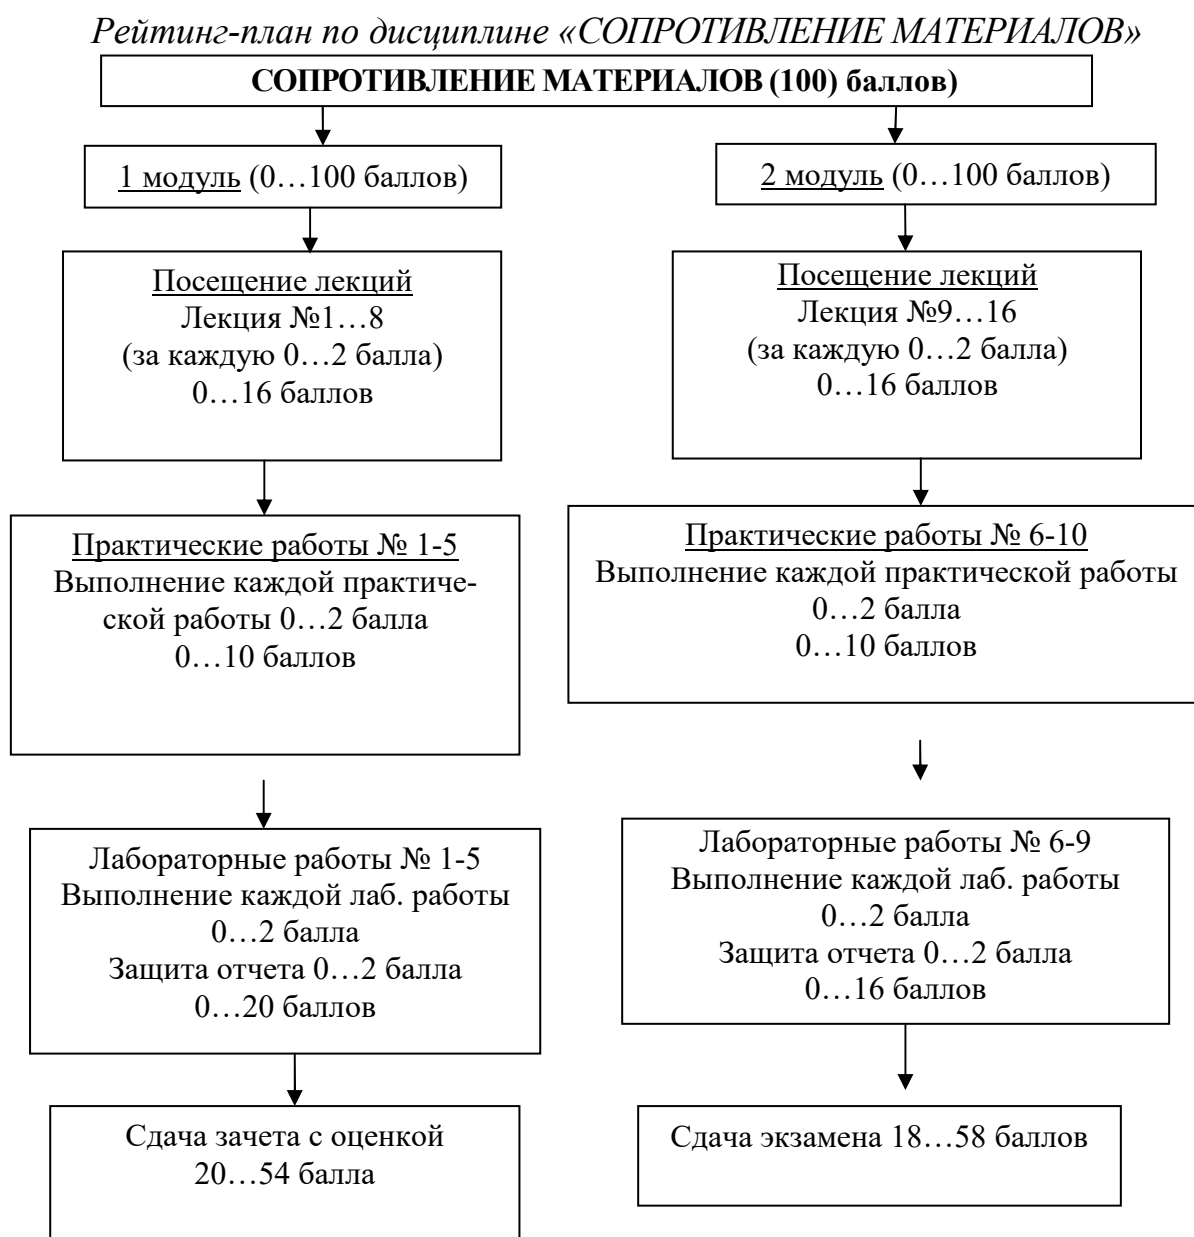 Рейтинг-план по дисциплине «СОПРОТИВЛЕНИЕ МАТЕРИАЛОВ»
СОПРОТИВЛЕНИЕ МАТЕРИАЛОВ (100) баллов)
1 модуль (0…100 баллов)
Посещение лекций
Лекция №1…8
(за каждую 0…2 балла)
0…16 баллов
Практические работы № 1-5
Выполнение каждой практиче-
ской работы 0…2 балла
0…10 баллов
Лабораторные работы № 1-5
Выполнение каждой лаб. работы
0…2 балла
Защита отчета 0…2 балла
0…20 баллов
Сдача зачета с оценкой
20…54 балла
2 модуль (0…100 баллов)
Посещение лекций
Лекция №9…16
(за каждую 0…2 балла)
0…16 баллов
Практические работы № 6-10
Выполнение каждой практической работы
0…2 балла
0…10 баллов
Лабораторные работы № 6-9
Выполнение каждой лаб. работы
0…2 балла
Защита отчета 0…2 балла
0…16 баллов
Сдача экзамена 18…58 баллов